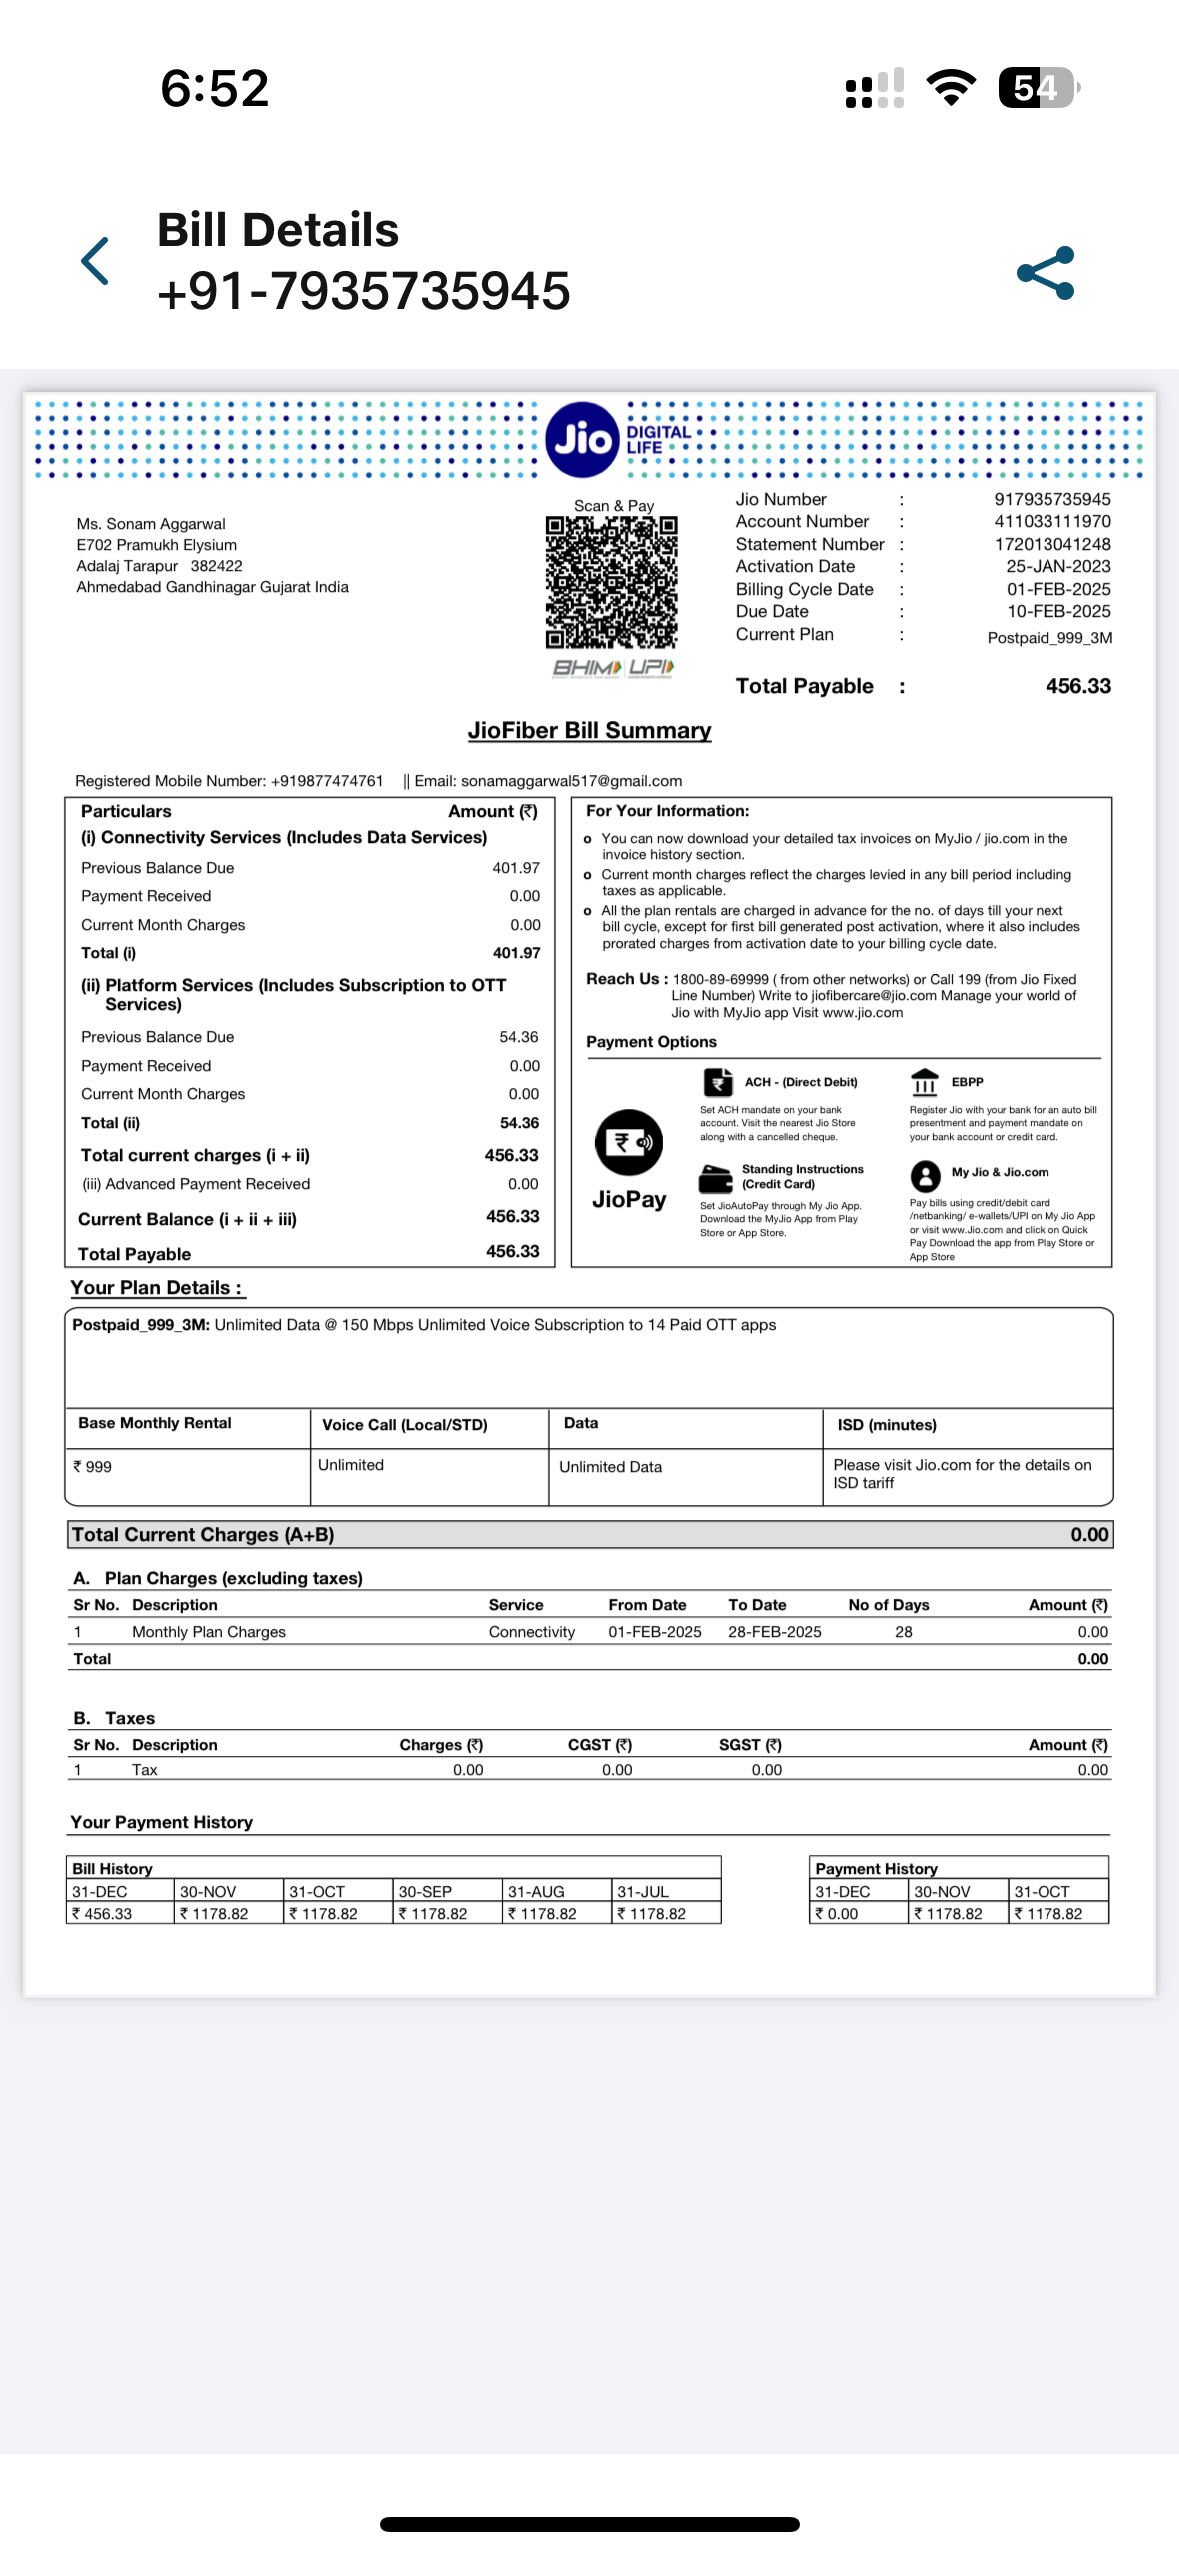 6:52
54
Bill Details
+91-7935735945
Jio DIGITAL LIFE
Ms. Sonam Aggarwal
E702 Pramukh Elysium
Adalaj Tarapur 382422
Ahmedabad Gandhinagar Gujarat India
Scan & Pay
BHIM UPI
Jio Number : 917935735945
Account Number : 411033111970
Statement Number : 172013041248
Activation Date : 25-JAN-2023
Billing Cycle Date : 01-FEB-2025
Due Date : 10-FEB-2025
Current Plan : Postpaid_999_3M
Total Payable : 456.33
JioFiber Bill Summary
Registered Mobile Number: +919877474761 || Email: sonamaggarwal517@gmail.com
Particulars Amount (₹)
(i) Connectivity Services (Includes Data Services)
Previous Balance Due 401.97
Payment Received 0.00
Current Month Charges 0.00
Total (i) 401.97
(ii) Platform Services (Includes Subscription to OTT
Services)
Previous Balance Due 54.36
Payment Received 0.00
Current Month Charges 0.00
Total (ii) 54.36
Total current charges (i + ii) 456.33
(iii) Advanced Payment Received 0.00
Current Balance (i + ii + iii) 456.33
Total Payable 456.33
For Your Information:
o You can now download your detailed tax invoices on MyJio / jio.com in the
invoice history section.
o Current month charges reflect the charges levied in any bill period including
taxes as applicable.
o All the plan rentals are charged in advance for the no. of days till your next
bill cycle, except for first bill generated post activation, where it also includes
prorated charges from activation date to your billing cycle date.
Reach Us : 1800-89-69999 ( from other networks) or Call 199 (from Jio Fixed
Line Number) Write to jiofibercare@jio.com Manage your world of
Jio with MyJio app Visit www.jio.com
Payment Options
JioPay
ACH - (Direct Debit)
Set ACH mandate on your bank
account. Visit the nearest Jio Store
along with a cancelled cheque.
EBPP
Register Jio with your bank for an auto bill
presentment and payment mandate on
your bank account or credit card.
Standing Instructions
(Credit Card)
Set JioAutoPay through My Jio App.
Download the MyJio App from Play
Store or App Store.
My Jio & Jio.com
Pay bills using credit/debit card
/netbanking/ e-wallets/UPI on My Jio App
or visit www.Jio.com and click on Quick
Pay Download the app from Play Store or
App Store
Your Plan Details :
Postpaid_999_3M: Unlimited Data @ 150 Mbps Unlimited Voice Subscription to 14 Paid OTT apps
Base Monthly Rental Voice Call (Local/STD) Data ISD (minutes)
₹ 999 Unlimited Unlimited Data Please visit Jio.com for the details on
ISD tariff
Total Current Charges (A+B) 0.00
A. Plan Charges (excluding taxes)
Sr No. Description Service From Date To Date No of Days Amount (₹)
1 Monthly Plan Charges Connectivity 01-FEB-2025 28-FEB-2025 28 0.00
Total 0.00
B. Taxes
Sr No. Description Charges (₹) CGST (₹) SGST (₹) Amount (₹)
1 Tax 0.00 0.00 0.00 0.00
Your Payment History
Bill History
31-DEC 30-NOV 31-OCT 30-SEP 31-AUG 31-JUL
₹ 456.33 ₹ 1178.82 ₹ 1178.82 ₹ 1178.82 ₹ 1178.82 ₹ 1178.82
Payment History
31-DEC 30-NOV 31-OCT
₹ 0.00 ₹ 1178.82 ₹ 1178.82